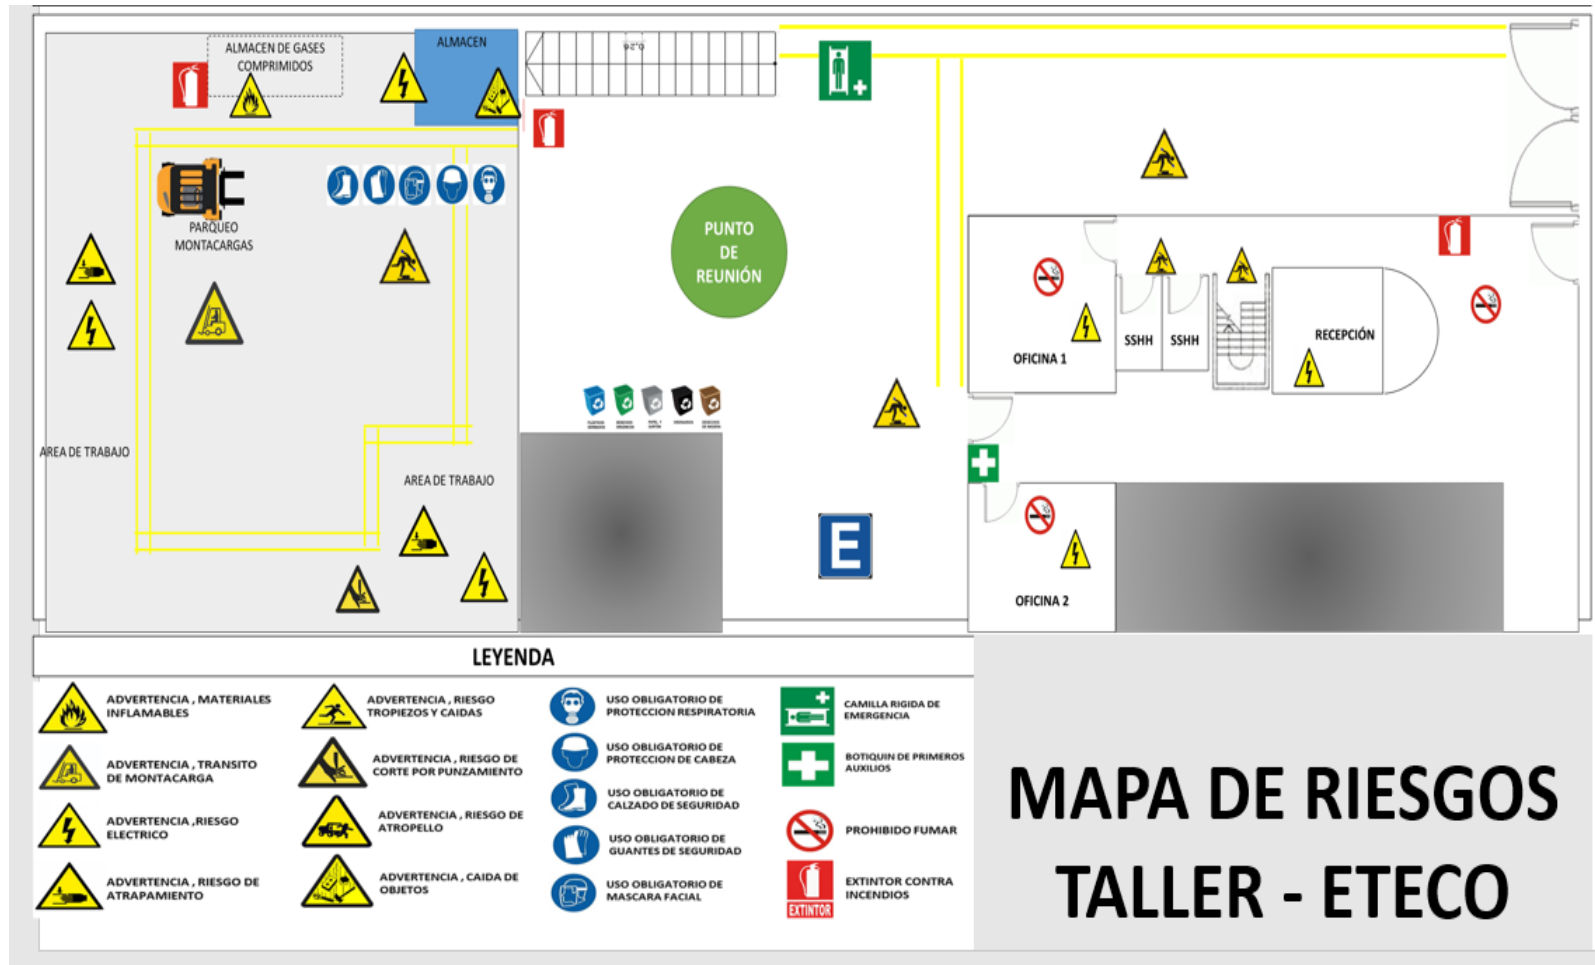 ALMACEN DE GASES
COMPRIMIDOS
ALMACEN
0,26
PARQUEO
MONTACARGAS
PUNTO
DE
REUNIÓN
OFICINA 1
SSHH
SSHH
RECEPCIÓN
AREA DE TRABAJO
AREA DE TRABAJO
E
OFICINA 2
LEYENDA
ADVERTENCIA , MATERIALES
INFLAMABLES
ADVERTENCIA , TRANSITO
DE MONTACARGA
ADVERTENCIA ,RIESGO
ELECTRICO
ADVERTENCIA , RIESGO DE
ATRAPAMIENTO
ADVERTENCIA , RIESGO
TROPIEZOS Y CAIDAS
ADVERTENCIA , RIESGO DE
CORTE POR PUNZAMIENTO
ADVERTENCIA , RIESGO DE
ATROPELLO
ADVERTENCIA , CAIDA DE
OBJETOS
USO OBLIGATORIO DE
PROTECCION RESPIRATORIA
USO OBLIGATORIO DE
PROTECCION DE CABEZA
USO OBLIGATORIO DE
CALZADO DE SEGURIDAD
USO OBLIGATORIO DE
GUANTES DE SEGURIDAD
USO OBLIGATORIO DE
MASCARA FACIAL
CAMILLA RIGIDA DE
EMERGENCIA
BOTIQUIN DE PRIMEROS
AUXILIOS
PROHIBIDO FUMAR
EXTINTOR CONTRA
INCENDIOS
EXTINTOR
MAPA DE RIESGOS
TALLER - ETECO